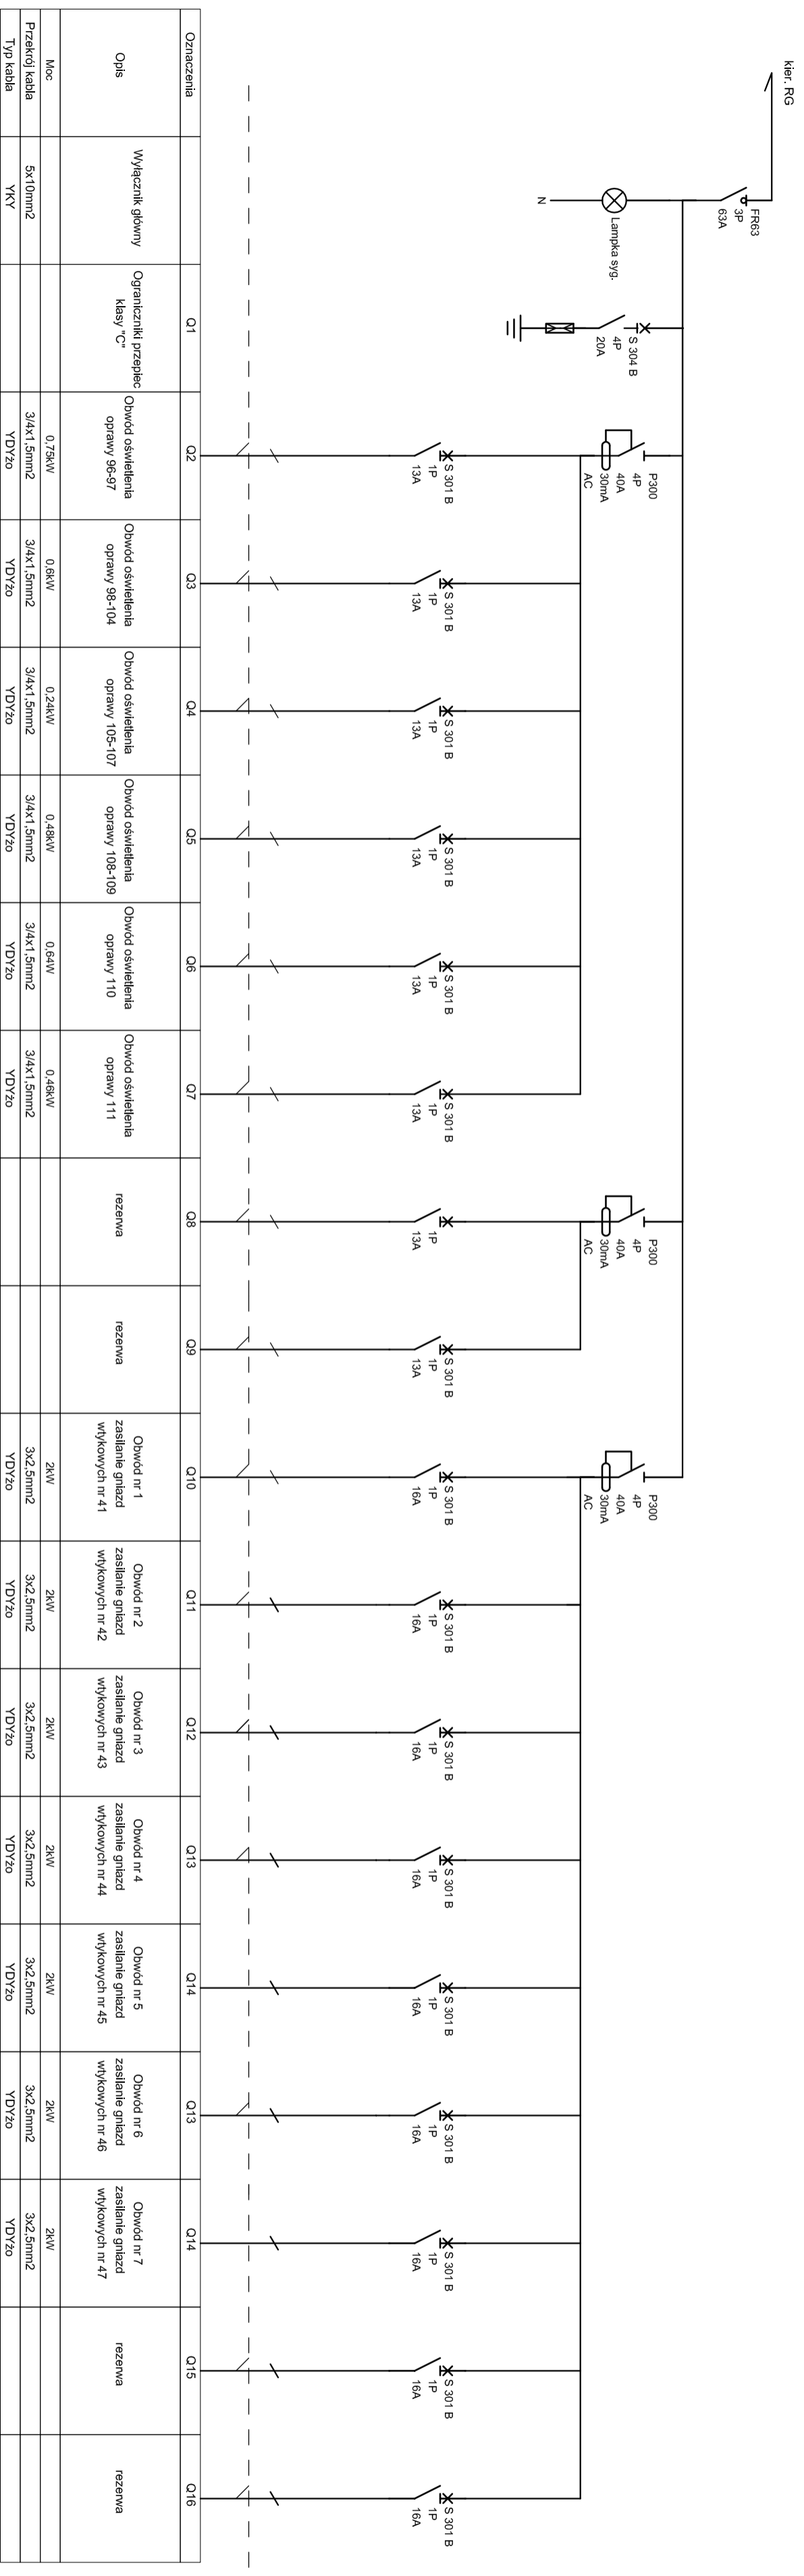 kier. RG
FR63
3P
63A
Lampka syg.
N
S 304 B
4P
20A
P300
4P
40A
30mA
AC
P300
4P
40A
30mA
AC
P300
4P
40A
30mA
AC
S 301 B
1P
13A
S 301 B
1P
13A
S 301 B
1P
13A
S 301 B
1P
13A
S 301 B
1P
13A
S 301 B
1P
13A
1P
13A
S 301 B
1P
13A
S 301 B
1P
16A
S 301 B
1P
16A
S 301 B
1P
16A
S 301 B
1P
16A
S 301 B
1P
16A
S 301 B
1P
16A
S 301 B
1P
16A
S 301 B
1P
16A
S 301 B
1P
16A
Oznaczenia
Q1
Q2
Q3
Q4
Q5
Q6
Q7
Q8
Q9
Q10
Q11
Q12
Q13
Q14
Q13
Q14
Q15
Q16
Opis
Wyłącznik główny
Ograniczniki przepiec
klasy "C"
Obwód oświetlenia
oprawy 96-97
Obwód oświetlenia
oprawy 98-104
Obwód oświetlenia
oprawy 105-107
Obwód oświetlenia
oprawy 108-109
Obwód oświetlenia
oprawy 110
Obwód oświetlenia
oprawy 111
rezerwa
rezerwa
Obwód nr 1
zasilanie gniazd
wtykowych nr 41
Obwód nr 2
zasilanie gniazd
wtykowych nr 42
Obwód nr 3
zasilanie gniazd
wtykowych nr 43
Obwód nr 4
zasilanie gniazd
wtykowych nr 44
Obwód nr 5
zasilanie gniazd
wtykowych nr 45
Obwód nr 6
zasilanie gniazd
wtykowych nr 46
Obwód nr 7
zasilanie gniazd
wtykowych nr 47
rezerwa
rezerwa
Moc
0,75kW
0,6kW
0,24kW
0,48kW
0,64W
0,46kW
2kW
2kW
2kW
2kW
2kW
2kW
2kW
Przekrój kabla
5x10mm2
3/4x1,5mm2
3/4x1,5mm2
3/4x1,5mm2
3/4x1,5mm2
3/4x1,5mm2
3/4x1,5mm2
3x2,5mm2
3x2,5mm2
3x2,5mm2
3x2,5mm2
3x2,5mm2
3x2,5mm2
3x2,5mm2
Typ kabla
YKY
YDYżo
YDYżo
YDYżo
YDYżo
YDYżo
YDYżo
YDYżo
YDYżo
YDYżo
YDYżo
YDYżo
YDYżo
YDYżo